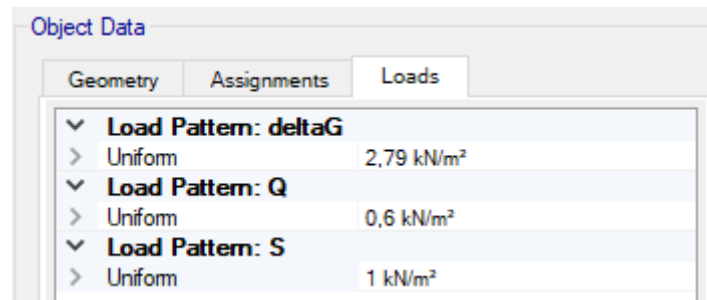 Object Data
Geometry Assignments Loads
Load Pattern: deltaG
Uniform 2,79 kN/m²
Load Pattern: Q
Uniform 0,6 kN/m²
Load Pattern: S
Uniform 1 kN/m²